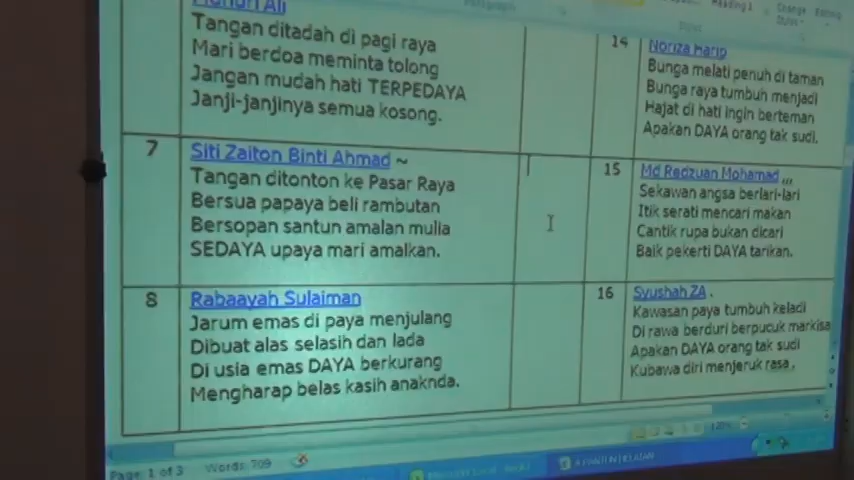 Tangan ditadah di pagi raya
Mari berdoa meminta tolong
Jangan mudah hati TERPEDAYA
Janji-janjinya semua kosong.
7
Siti Zaiton Binti Ahmad ~
Tangan ditonton ke Pasar Raya
Bersua papaya beli rambutan
Bersopan santun amalan mulia
SEDAYA upaya mari amalkan.
8
Rabaayah Sulaiman
Jarum emas di paya menjulang
Dibuat alas selasih dan lada
Di usia emas DAYA berkurang
Mengharap belas kasih anaknda.
14
Noriza Harip
Bunga melati penuh di taman
Bunga raya tumbuh menjadi
Hajat di hati ingin berteman
Apakan DAYA orang tak sudi.
15
Md Redzuan Mohamad ,,,
Sekawan angsa berlari-lari
Itik serati mencari makan
Cantik rupa bukan dicari
Baik pekerti DAYA tarikan.
16
Syushah ZA .
Kawasan paya tumbuh keladi
Di rawa berduri berpucuk markisa
Apakan DAYA orang tak sudi
Kubawa diri menjeruk rasa .
Page: 1 of 3
Words: 709
120%